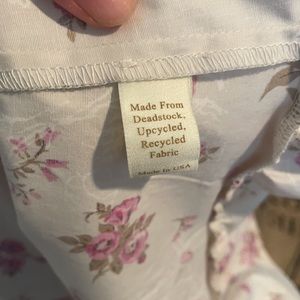 Made From
Deadstock,
Upcycled,
Recycled
Fabric
Made In USA